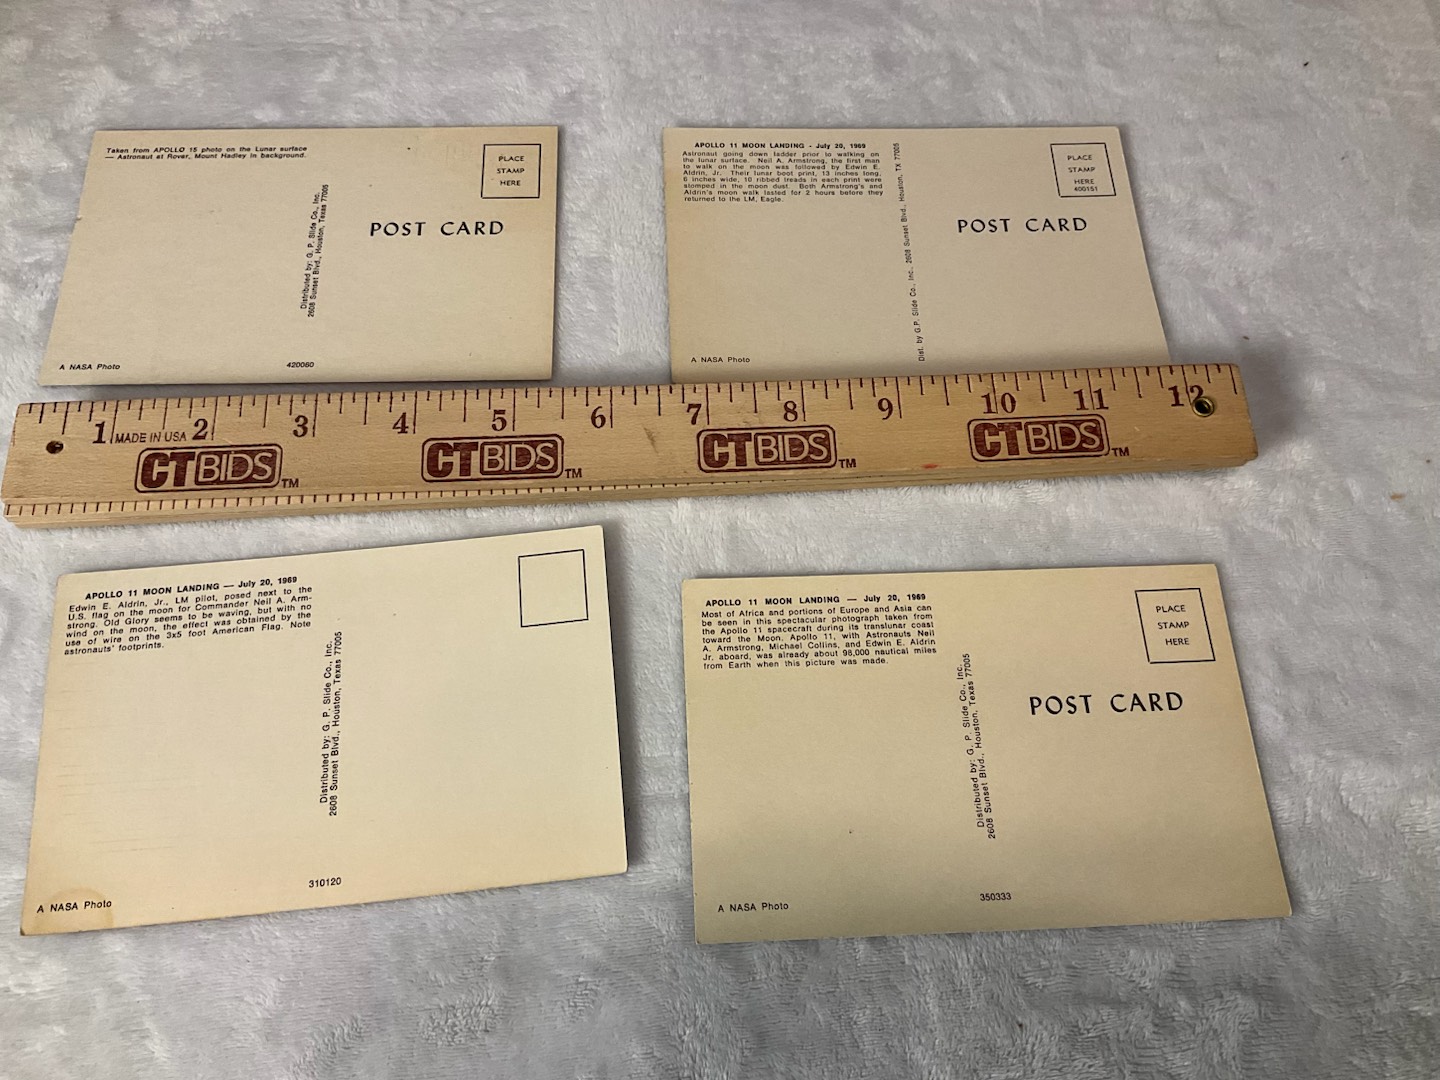 Taken from APOLLO 15 photo on the Lunar surface
— Astronaut at Rover, Mount Hadley in background.
PLACE
STAMP
HERE
Distributed by: G. P. Slide Co., Inc.
2608 Sunset Blvd., Houston, Texas 77005
POST CARD
A NASA Photo
420060
APOLLO 11 MOON LANDING - July 20, 1969
Astronaut going down ladder prior to walking on
the lunar surface. Neil A. Armstrong, the first man
to walk on the moon was followed by Edwin E.
Aldrin, Jr. Their lunar boot print, 13 inches long,
6 inches wide, 10 ribbed treads in each print were
stomped in the moon dust. Both Armstrong's and
Aldrin's moon walk lasted for 2 hours before they
returned to the LM, Eagle.
PLACE
STAMP
HERE
400151
Dist. by G.P. Slide Co., Inc. 2608 Sunset Blvd., Houston, TX 77005
POST CARD
A NASA Photo
1 2 3 4 5 6 7 8 9 10 11 12
MADE IN USA
CTBIDS™ CTBIDS™ CTBIDS™ CTBIDS™
APOLLO 11 MOON LANDING — July 20, 1969
Edwin E. Aldrin, Jr., LM pilot, posed next to the
U.S. flag on the moon for Commander Neil A. Arm-
strong. Old Glory seems to be waving, but with no
wind on the moon, the effect was obtained by the
use of wire on the 3x5 foot American Flag. Note
astronauts' footprints.
Distributed by: G. P. Slide Co., Inc.
2608 Sunset Blvd., Houston, Texas 77005
310120
A NASA Photo
APOLLO 11 MOON LANDING — July 20, 1969
Most of Africa and portions of Europe and Asia can
be seen in this spectacular photograph taken from
the Apollo 11 spacecraft during its translunar coast
toward the Moon. Apollo 11, with Astronauts Neil
A. Armstrong, Michael Collins, and Edwin E. Aldrin
Jr. aboard, was already about 98,000 nautical miles
from Earth when this picture was made.
PLACE
STAMP
HERE
Distributed by: G. P. Slide Co., Inc.
2608 Sunset Blvd., Houston, Texas 77005
POST CARD
A NASA Photo
350333